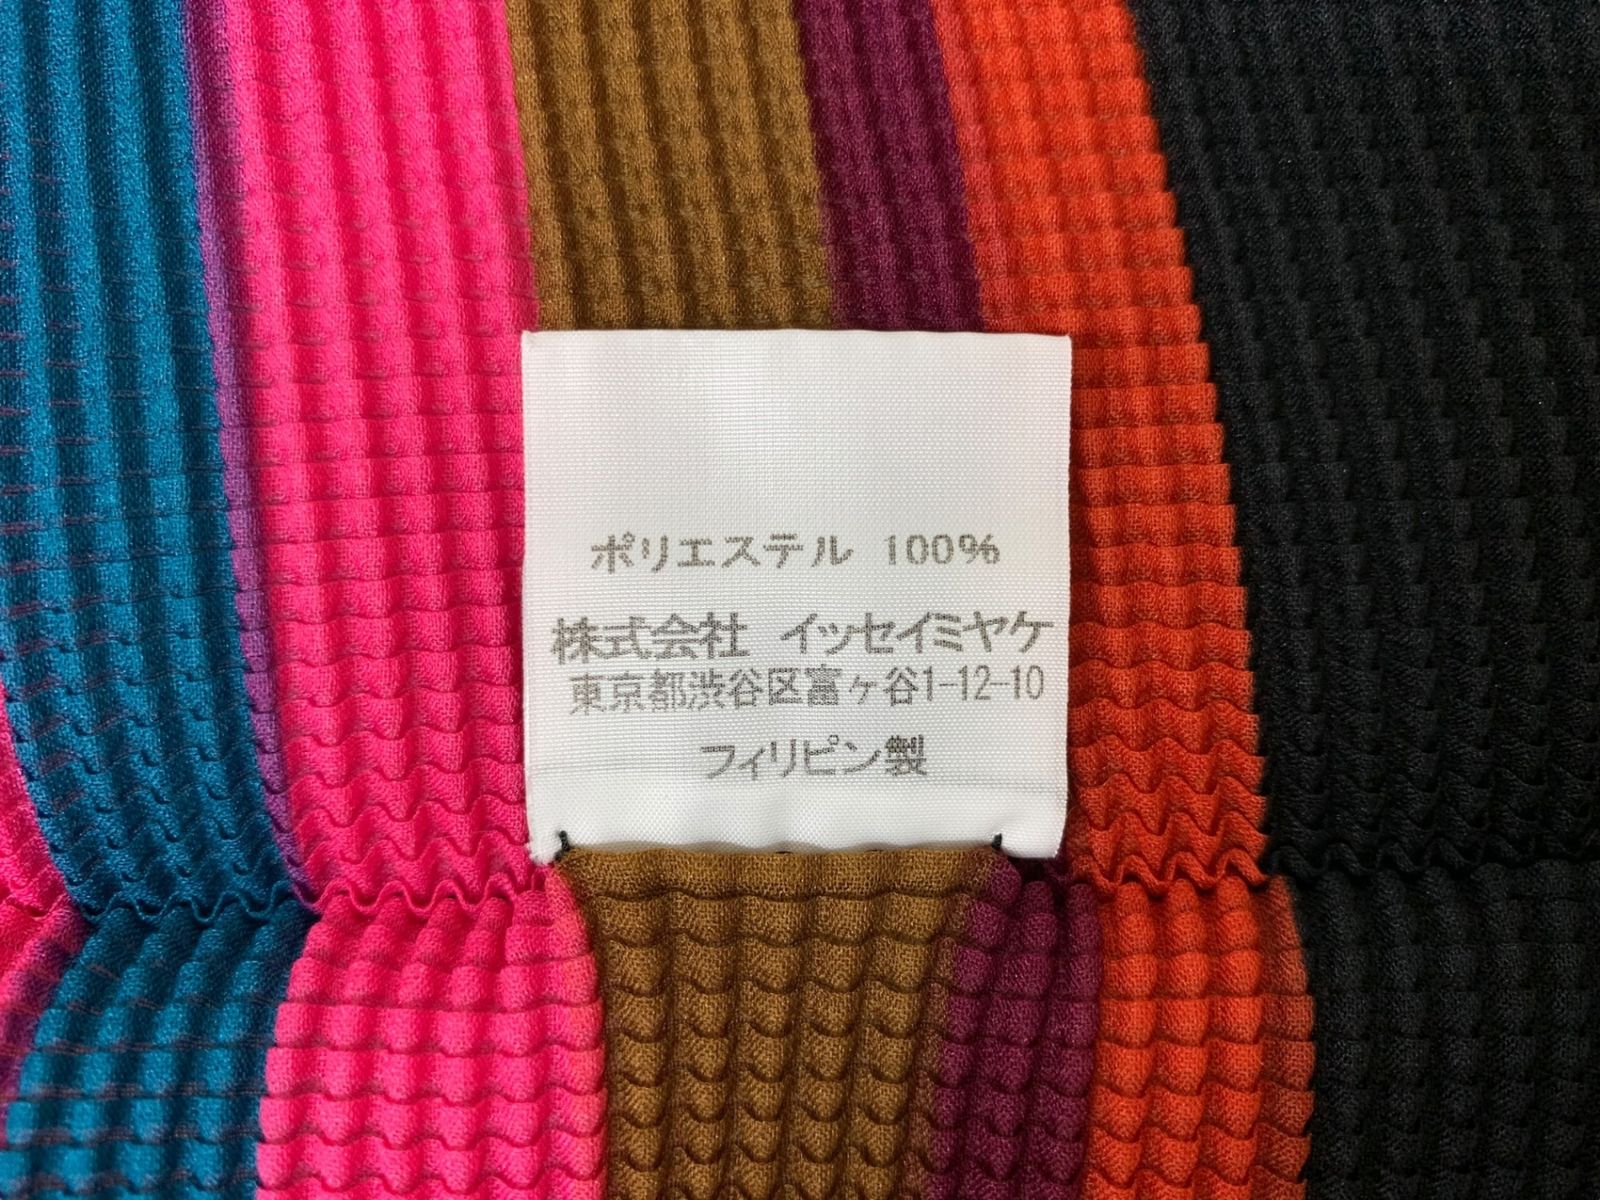 ポリエステル 100%
株式会社 イッセイミヤケ
東京都渋谷区富ヶ谷1-12-10
フィリピン製